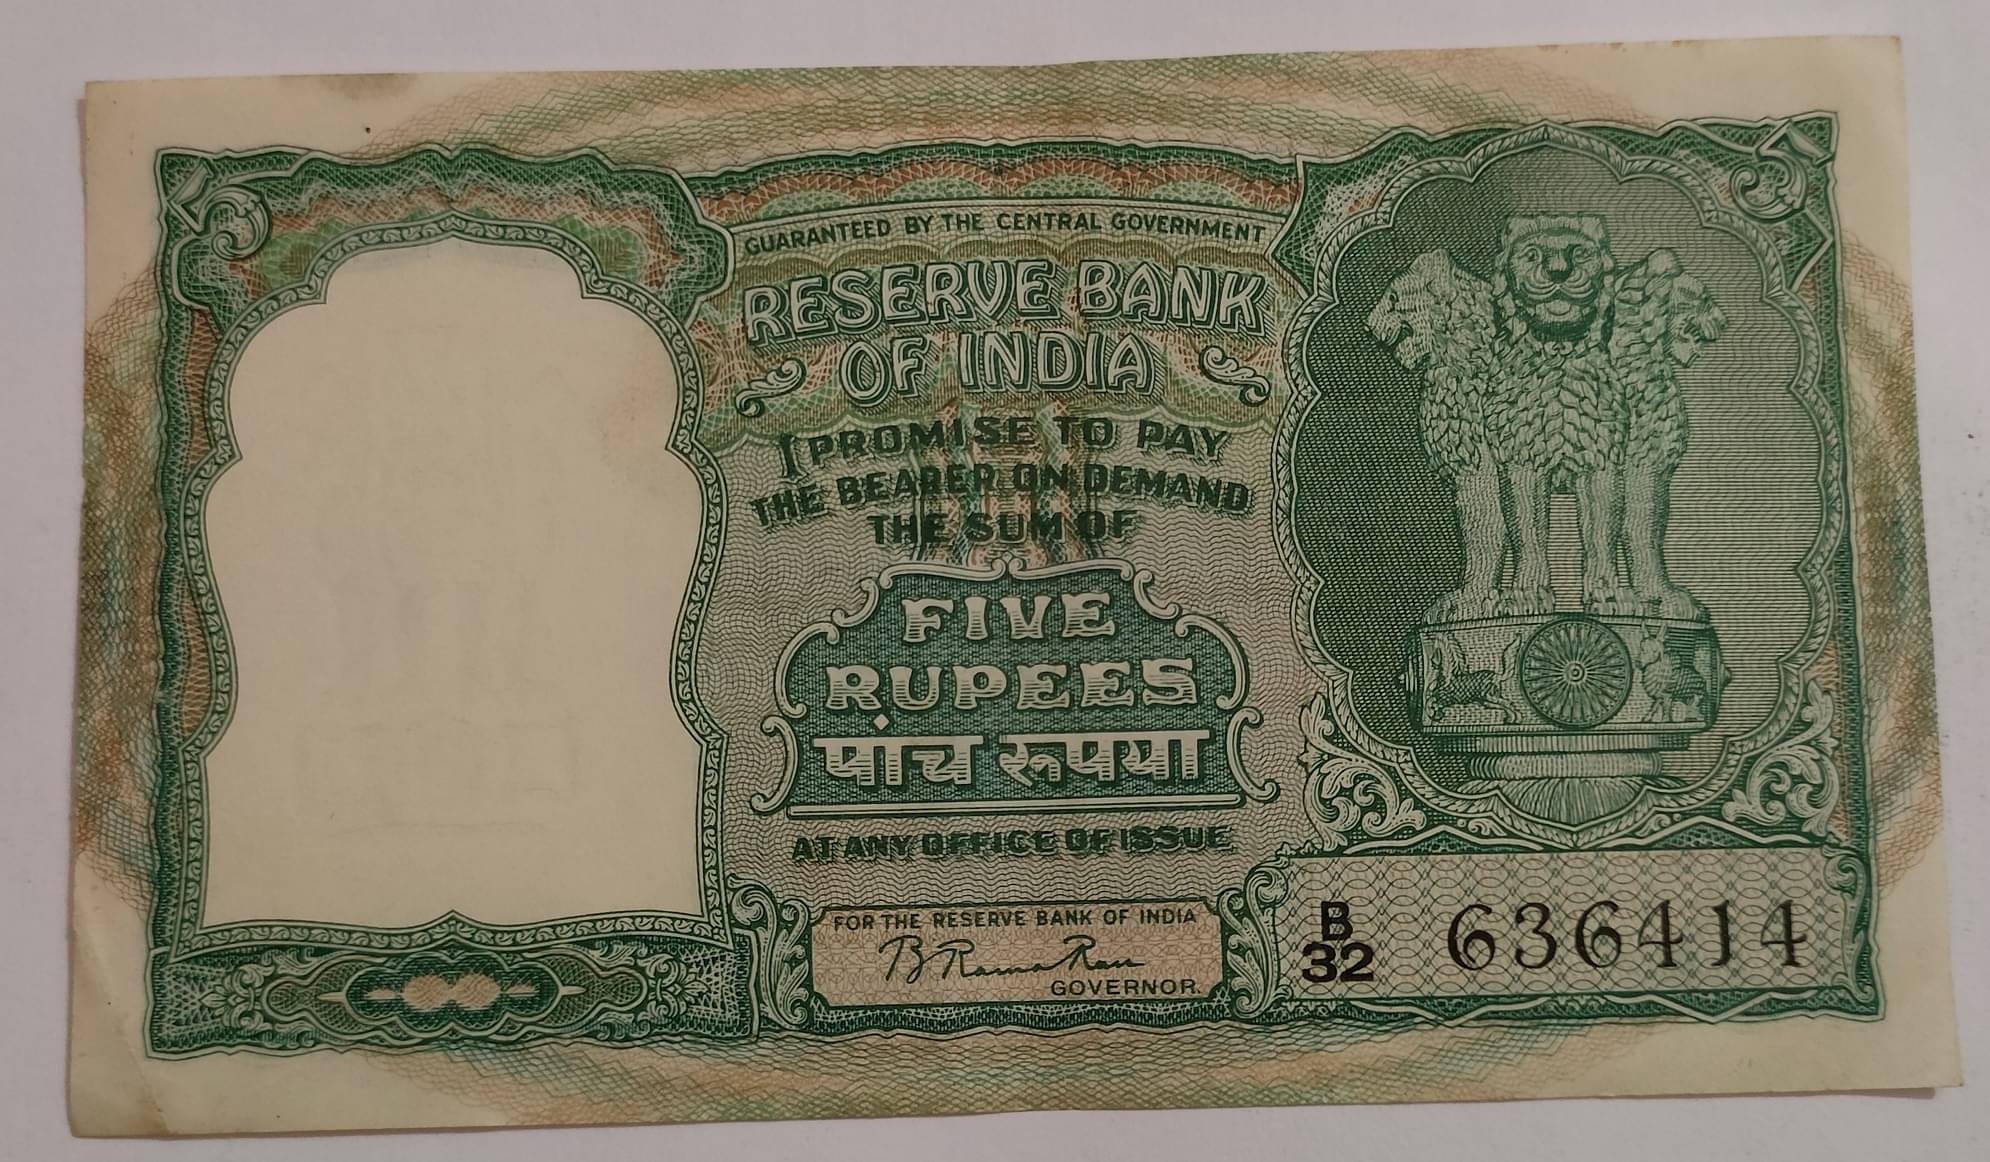 5
5
GUARANTEED BY THE CENTRAL GOVERNMENT
RESERVE BANK
OF INDIA
I PROMISE TO PAY
THE BEARER ON DEMAND
THE SUM OF
FIVE
RUPEES
पांच रूपया
AT ANY OFFICE OF ISSUE
FOR THE RESERVE BANK OF INDIA
B Rama Rau
GOVERNOR.
B
32 636414